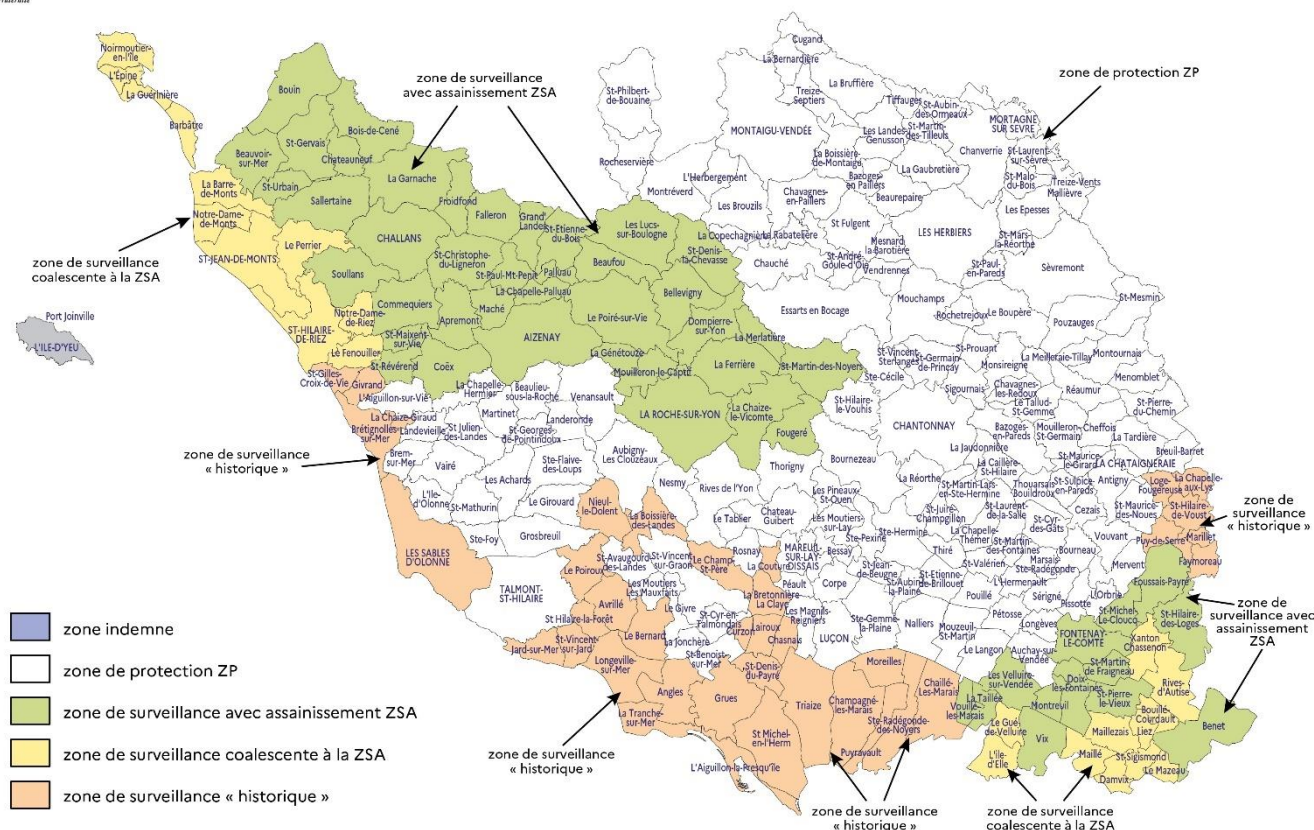 Noirmoutier-
en-l'île
L'Épine
La Guérinière
Barbâtre
Bouin
Bois-de-Cené
St-Gervais
Châteauneuf
Beauvoir-
sur-Mer
La Garnache
St-Urbain
Froidfond
Sallertaine
zone de surveillance
avec assainissement ZSA
La Barre-
de-Monts
Notre-Dame-
de-Monts
Le Perrier
ST-JEAN-DE-MONTS
zone de surveillance
coalescente à la ZSA
CHALLANS
Falleron
Grand
Landes
St-Etienne-
du-Bois
Les Lucs-
sur-Boulogne
Soullans
St-Christophe-
du-Ligneron
St-Paul-Mt-Penit
Palluau
La Chapelle-Palluau
Beaufou
St-Denis-
la-Chevasse
Bellevigny
Commequiers
Apremont
Maché
AIZENAY
Le Poiré-sur-Vie
Dompierre-
sur-Yon
La Merlatière
Notre-Dame-
de-Riez
ST-HILAIRE-
DE-RIEZ
St-Maixent-
sur-Vie
Le Fenouiller
St-Révérend
Coëx
La Génétouze
Mouilleron-le-Captif
La Ferrière
St-Martin-des-Noyers
LA ROCHE-SUR-YON
La Chaize-
le-Vicomte
Fougeré
Port Joinville
L'ILE-D'YEU
St-Philbert-
de-Bouaine
Rocheservière
MONTAIGU-VENDÉE
L'Herbergement
Montréverd
Les Brouzils
La Copechagnière
La Rabatelière
Chavagnes-
en-Paillers
Chauché
St-André-
Goule-d'Oie
St Fulgent
Essarts en Bocage
Cugand
La Bernardière
La Bruffière
Treize-
Septiers
Tiffauges
St-Aubin-
des-Ormeaux
Les Landes-
Genusson
St-Martin-
des-Tilleuls
MORTAGNE
SUR SEVRE
La Boissière-
de-Montaigu
Chanverrie
St-Laurent-
sur-Sèvre
Bazoges-
en-Paillers
La Gaubretière
St-Malo-
du-Bois
Treize-Vents
Mallièvre
Beaurepaire
Les Epesses
LES HERBIERS
St-Mars-
la-Réorthe
Mesnard
la-Barotière
Vendrennes
St-Paul-
en-Pareds
Sèvremont
Mouchamps
Rochetrejoux
Le Boupère
St-Mesmin
Pouzauges
zone de protection ZP
St-Vincent-
Sterlanges
St-Germain-
de-Prinçay
St-Prouant
Monsireigne
La Meilleraie-Tillay
Montournais
Ste-Cécile
Sigournais
Chavagnes-
les-Redoux
Réaumur
Menomblet
Le Tallud-
St-Gemme
St-Pierre-
du-Chemin
St-Hilaire-
le-Vouhis
CHANTONNAY
Bazoges-
en-Pareds
Mouilleron-
St-Germain
Cheffois
La Tardière
La Jaudonnière
St-Maurice-
le-Girard
LA CHATAIGNERAIE
Breuil-Barret
Bournezeau
La Réorthe
La Caillère-
St-Hilaire
Thouarsais-
Bouildroux
St-Sulpice-
en-Pareds
Antigny
Loge-
Fougereuse
La Chapelle-
aux-Lys
St-Martin-Lars-
en-Ste-Hermine
St-Laurent-
de-la-Salle
Cezais
St-Maurice-
des-Noues
St-Hilaire-
de-Voust
St-Juire-
Champgillon
St-Cyr-
des-Gâts
Vouvant
Puy-de-Serre
Marillet
Faymoreau
zone de
surveillance
« historique »
St-Gilles-
Croix-de-Vie
Givrand
L'Aiguillon-sur-Vie
La Chaize-Giraud
Brétignolles-
sur-Mer
Landevieille
La Chapelle-
Hermier
Beaulieu-
sous-la-Roche
Venansault
Martinet
Landeronde
St-Julien-
des-Landes
St-Georges-
de-Pointindoux
Aubigny-
Les Clouzeaux
Brem-
sur-Mer
Vairé
Ste-Flaive-
des-Loups
Les Achards
Nesmy
L'Ile-
d'Olonne
St-Mathurin
Le Girouard
Nieul-
le-Dolent
La Boissière-
des-Landes
LES SABLES
D'OLONNE
Ste-Foy
Grosbreuil
zone de surveillance
« historique »
Thorigny
Rives de l'Yon
Le Tablier
Chateau-
Guibert
Les Pineaux-
St-Ouen
Les Moutiers-
sur-Lay
Ste-Hermine
La Chapelle-
Thémer
St-Martin-
des-Fontaines
Bourneau
Mervent
TALMONT-
ST-HILAIRE
St-Avaugourd-
des-Landes
St-Vincent-
sur-Graon
Le Champ-
St-Père
Rosnay
La Couture
MAREUIL-
SUR-LAY-
DISSAIS
Bessay
Ste-Pexine
Thiré
St-Valérien
Marsais-
Ste-Radégonde
Foussais-Payré
Le Poiroux
Les Moutiers
Les Mauxfaits
Péault
Corpe
St-Jean-
de-Beugne
St-Aubin-
la-Plaine
St-Etienne-
de-Brillouet
L'Hermenault
Pouillé
Sérigné
Pissotte
L'Orbrie
St-Michel-
Le-Cloucq
St-Hilaire-
des-Loges
Avrillé
Le Givre
La Bretonnière-
La Claye
Les Magnils-
Reigniers
Ste-Gemme-
la-Plaine
Nalliers
Mouzeuil-
St-Martin
Pétosse
Longèves
FONTENAY-
LE-COMTE
Xanton-
Chassenon
St Hilaire-la-Forêt
Le Bernard
St-Cyr-en-
Talmondais
Curzon
Lairoux
LUÇON
Le Langon
Auchay-sur-
Vendée
St-Martin-
de-Fraigneau
Rives-
d'Autise
St-Vincent-
sur-Jard
Jard-sur-Mer
Longeville-
sur-Mer
La Jonchère
St-Benoist-
sur-Mer
Chasnais
St-Denis-
du-Payré
Moreilles
Chaillé-
les-Marais
Les Velluire-
sur-Vendée
Doix-
les-Fontaines
St-Pierre-
le-Vieux
Bouillé-
Courdault
Benet
Angles
Grues
Triaize
Champagné-
les-Marais
La Taillée
Vouillé-
les-Marais
Montreuil
Maillezais
Liez
La Tranche-
sur-Mer
St-Michel-
en-l'Herm
Ste-Radégonde-
des-Noyers
Le Gué-
de-Velluire
Vix
Maillé
St-Sigismond
L'Aiguillon-la-Presqu'île
Puyravault
L'Ile-
d'Elle
Damvix
Le Mazeau
zone de
surveillance avec
assainissement
ZSA
zone de surveillance
« historique »
zone de surveillance
« historique »
zone de surveillance
coalescente à la ZSA
zone indemne
zone de protection ZP
zone de surveillance avec assainissement ZSA
zone de surveillance coalescente à la ZSA
zone de surveillance « historique »